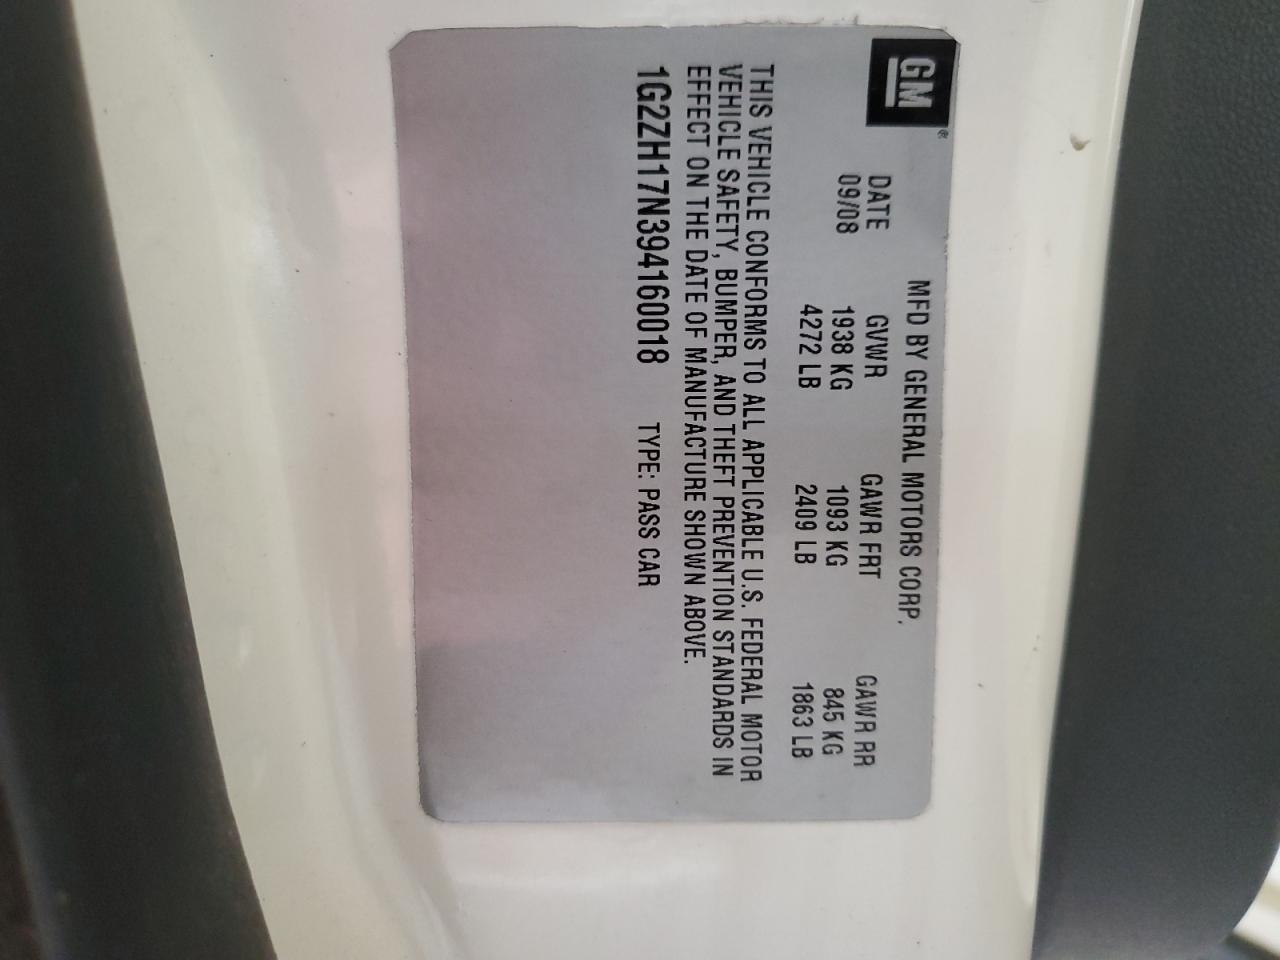 GM®
MFD BY GENERAL MOTORS CORP.
DATE GVWR GAWR FRT GAWR RR
09/08 1938 KG 1093 KG 845 KG
4272 LB 2409 LB 1863 LB
THIS VEHICLE CONFORMS TO ALL APPLICABLE U.S. FEDERAL MOTOR
VEHICLE SAFETY, BUMPER, AND THEFT PREVENTION STANDARDS IN
EFFECT ON THE DATE OF MANUFACTURE SHOWN ABOVE.
1G2ZH17N394160018 TYPE: PASS CAR